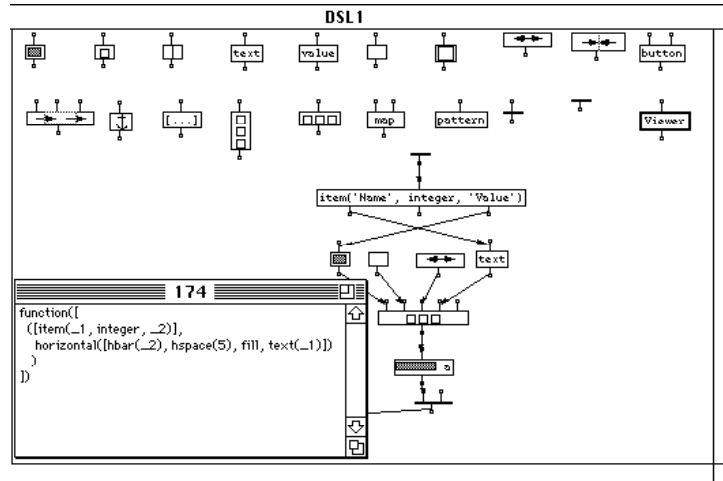 DSL1
text
value
button
[...]
map
pattern
Viewer
item('Name', integer, 'Value')
text
174
function([
([item(_1, integer, _2)],
horizontal([hbar(_2), hspace(5), fill, text(_1)])
)
])